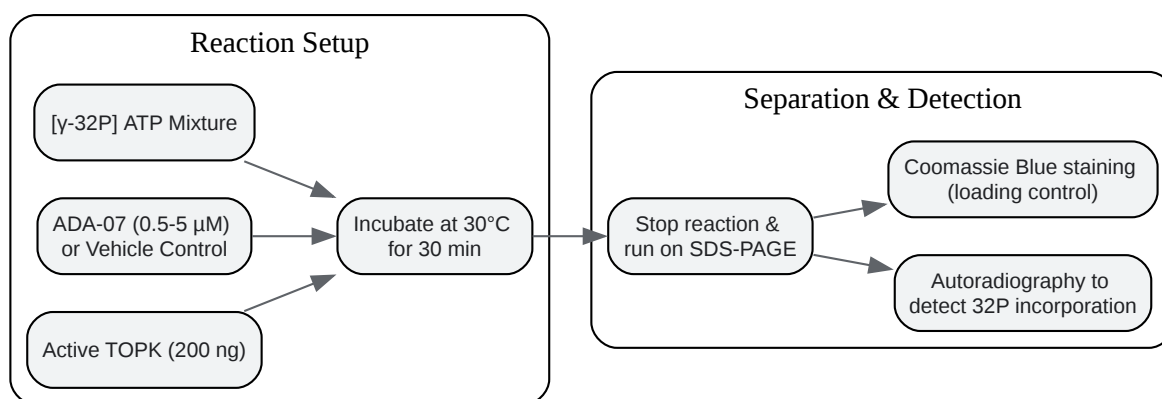 Reaction Setup
[γ-32P] ATP Mixture
ADA-07 (0.5-5 µM)
or Vehicle Control
Active TOPK (200 ng)
Incubate at 30°C
for 30 min
Separation & Detection
Stop reaction &
run on SDS-PAGE
Coomassie Blue staining
(loading control)
Autoradiography to
detect 32P incorporation